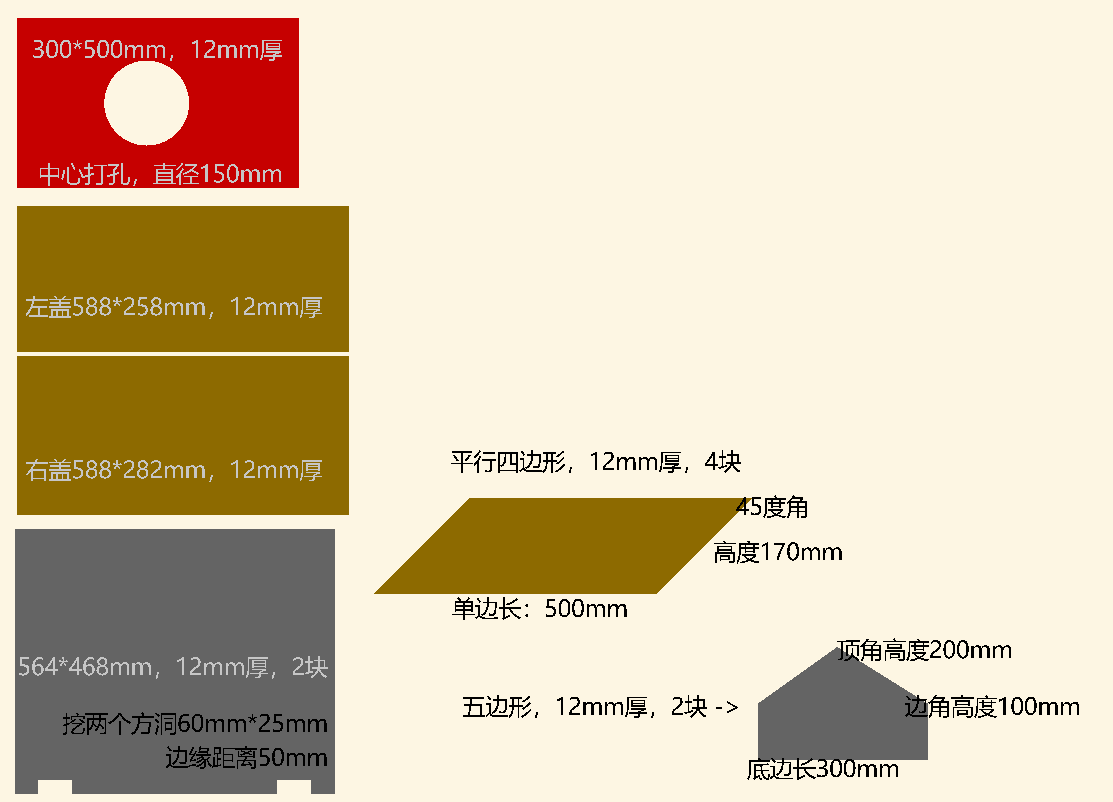 300*500mm，12mm厚
中心打孔，直径150mm
左盖588*258mm，12mm厚
右盖588*282mm，12mm厚
564*468mm，12mm厚，2块
挖两个方洞60mm*25mm
边缘距离50mm
平行四边形，12mm厚，4块
45度角
高度170mm
单边长：500mm
顶角高度200mm
五边形，12mm厚，2块 ->
边角高度100mm
底边长300mm